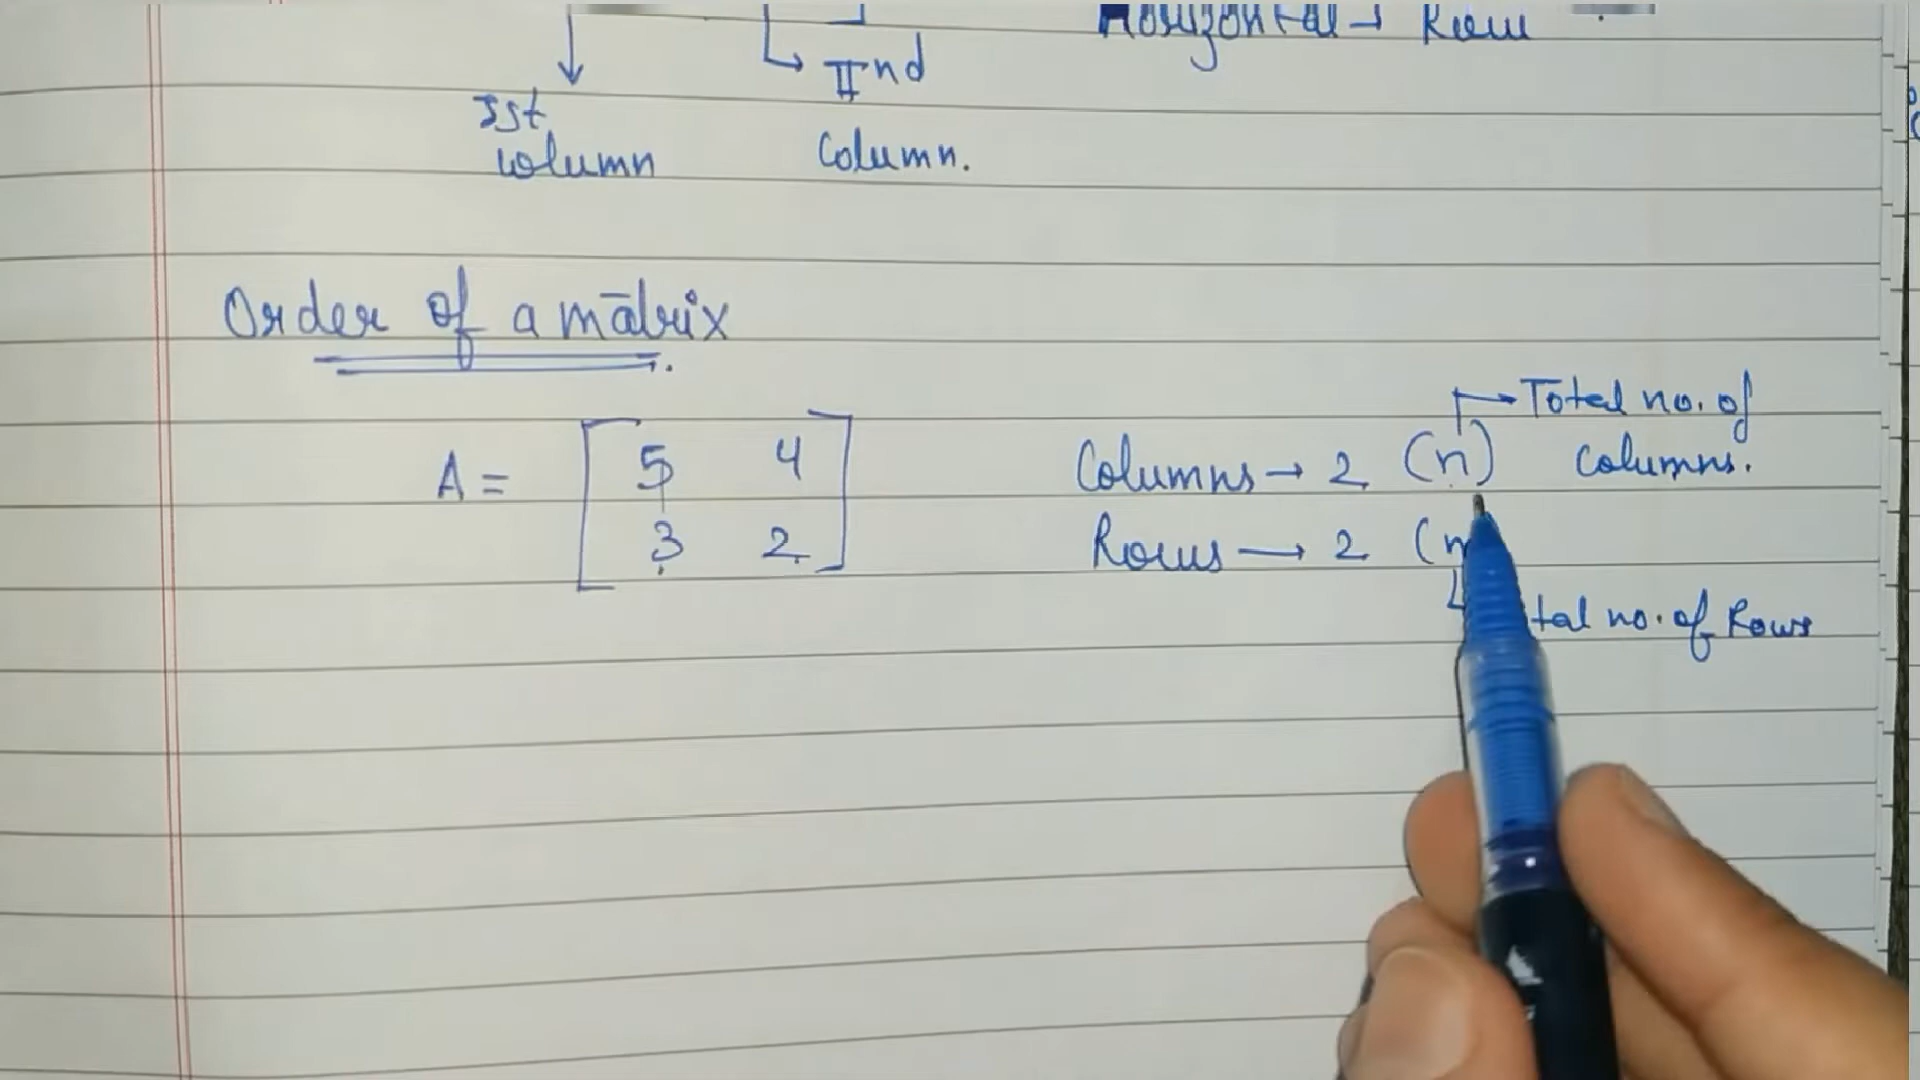 Horizontal → Row
Ist
column
IInd
Column.
Order of a matrix
A = [ 5 4
3 2 ]
Columns → 2 (n) → Total no. of
columns.
Rows → 2 (
tal no. of Rows